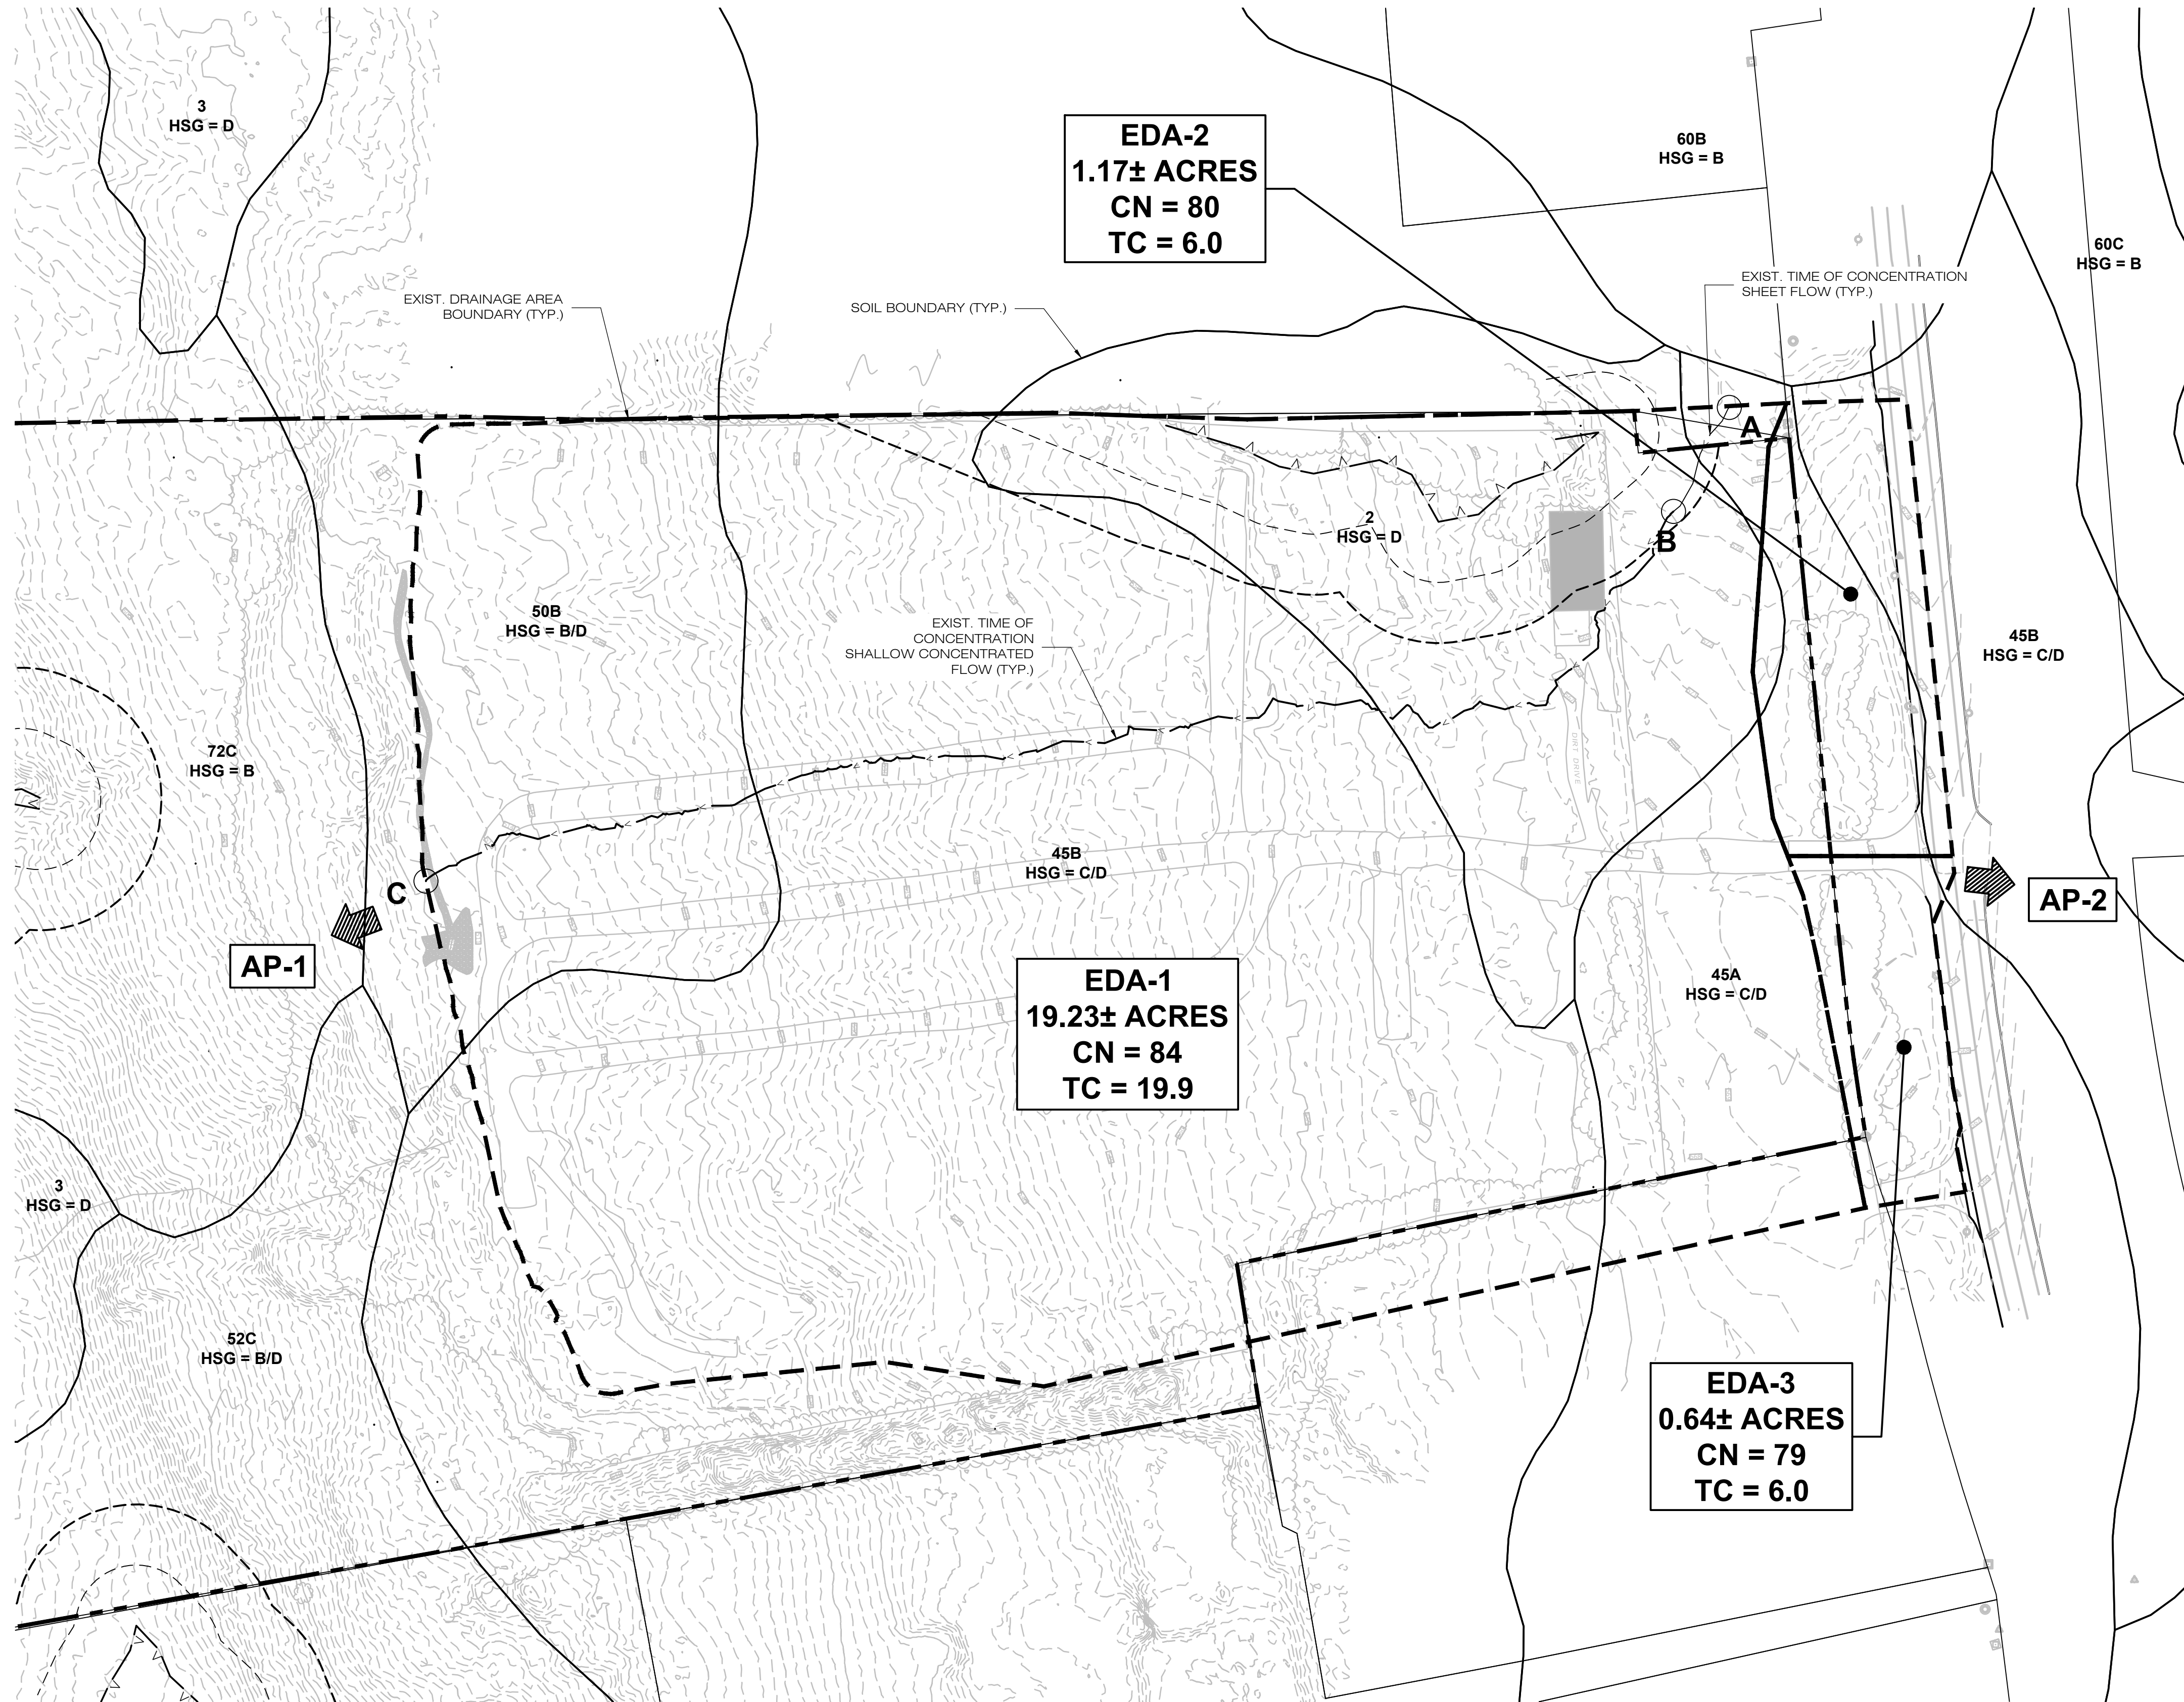 3
HSG = D
EDA-2
1.17± ACRES
CN = 80
TC = 6.0
60B
HSG = B
60C
HSG = B
EXIST. TIME OF CONCENTRATION
SHEET FLOW (TYP.)
EXIST. DRAINAGE AREA
BOUNDARY (TYP.)
SOIL BOUNDARY (TYP.)
A
2
HSG = D
B
50B
HSG = B/D
EXIST. TIME OF
CONCENTRATION
SHALLOW CONCENTRATED
FLOW (TYP.)
45B
HSG = C/D
72C
HSG = B
DRT DRIVE
45B
HSG = C/D
C
AP-1
AP-2
EDA-1
19.23± ACRES
CN = 84
TC = 19.9
45A
HSG = C/D
3
HSG = D
52C
HSG = B/D
EDA-3
0.64± ACRES
CN = 79
TC = 6.0